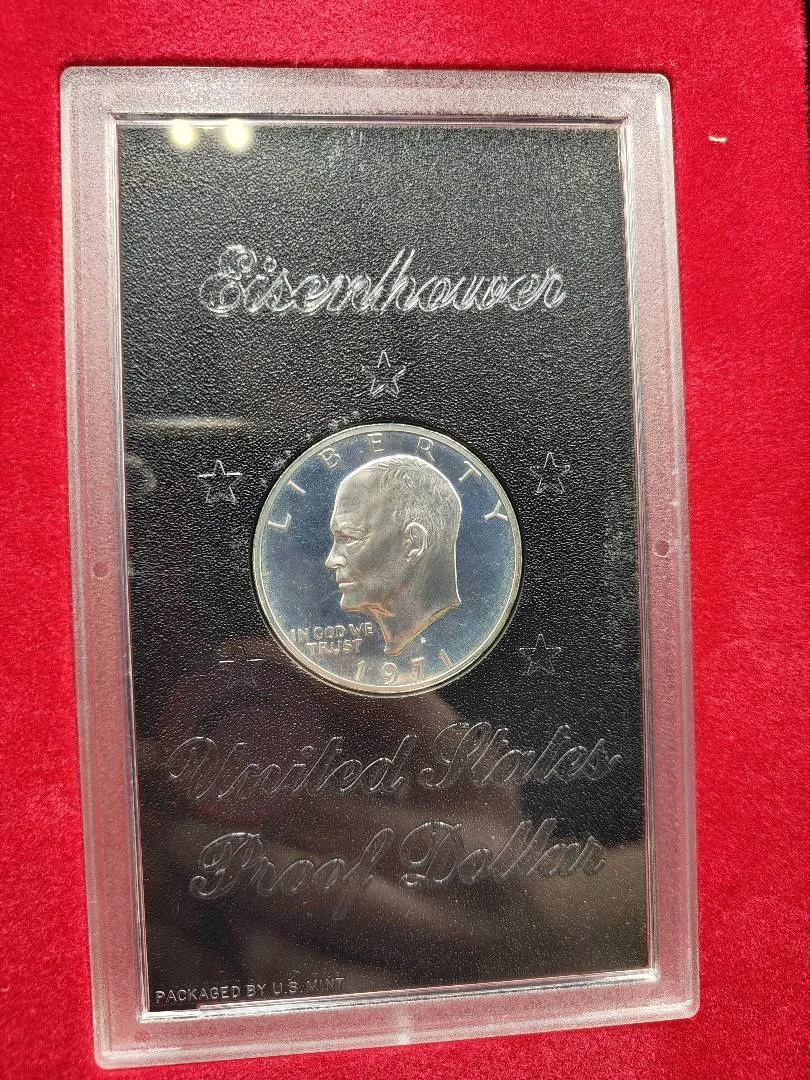 Eisenhower
LIBERTY
IN GOD WE
TRUST
S
1971
United States
Proof Dollar
PACKAGED BY U.S. MINT